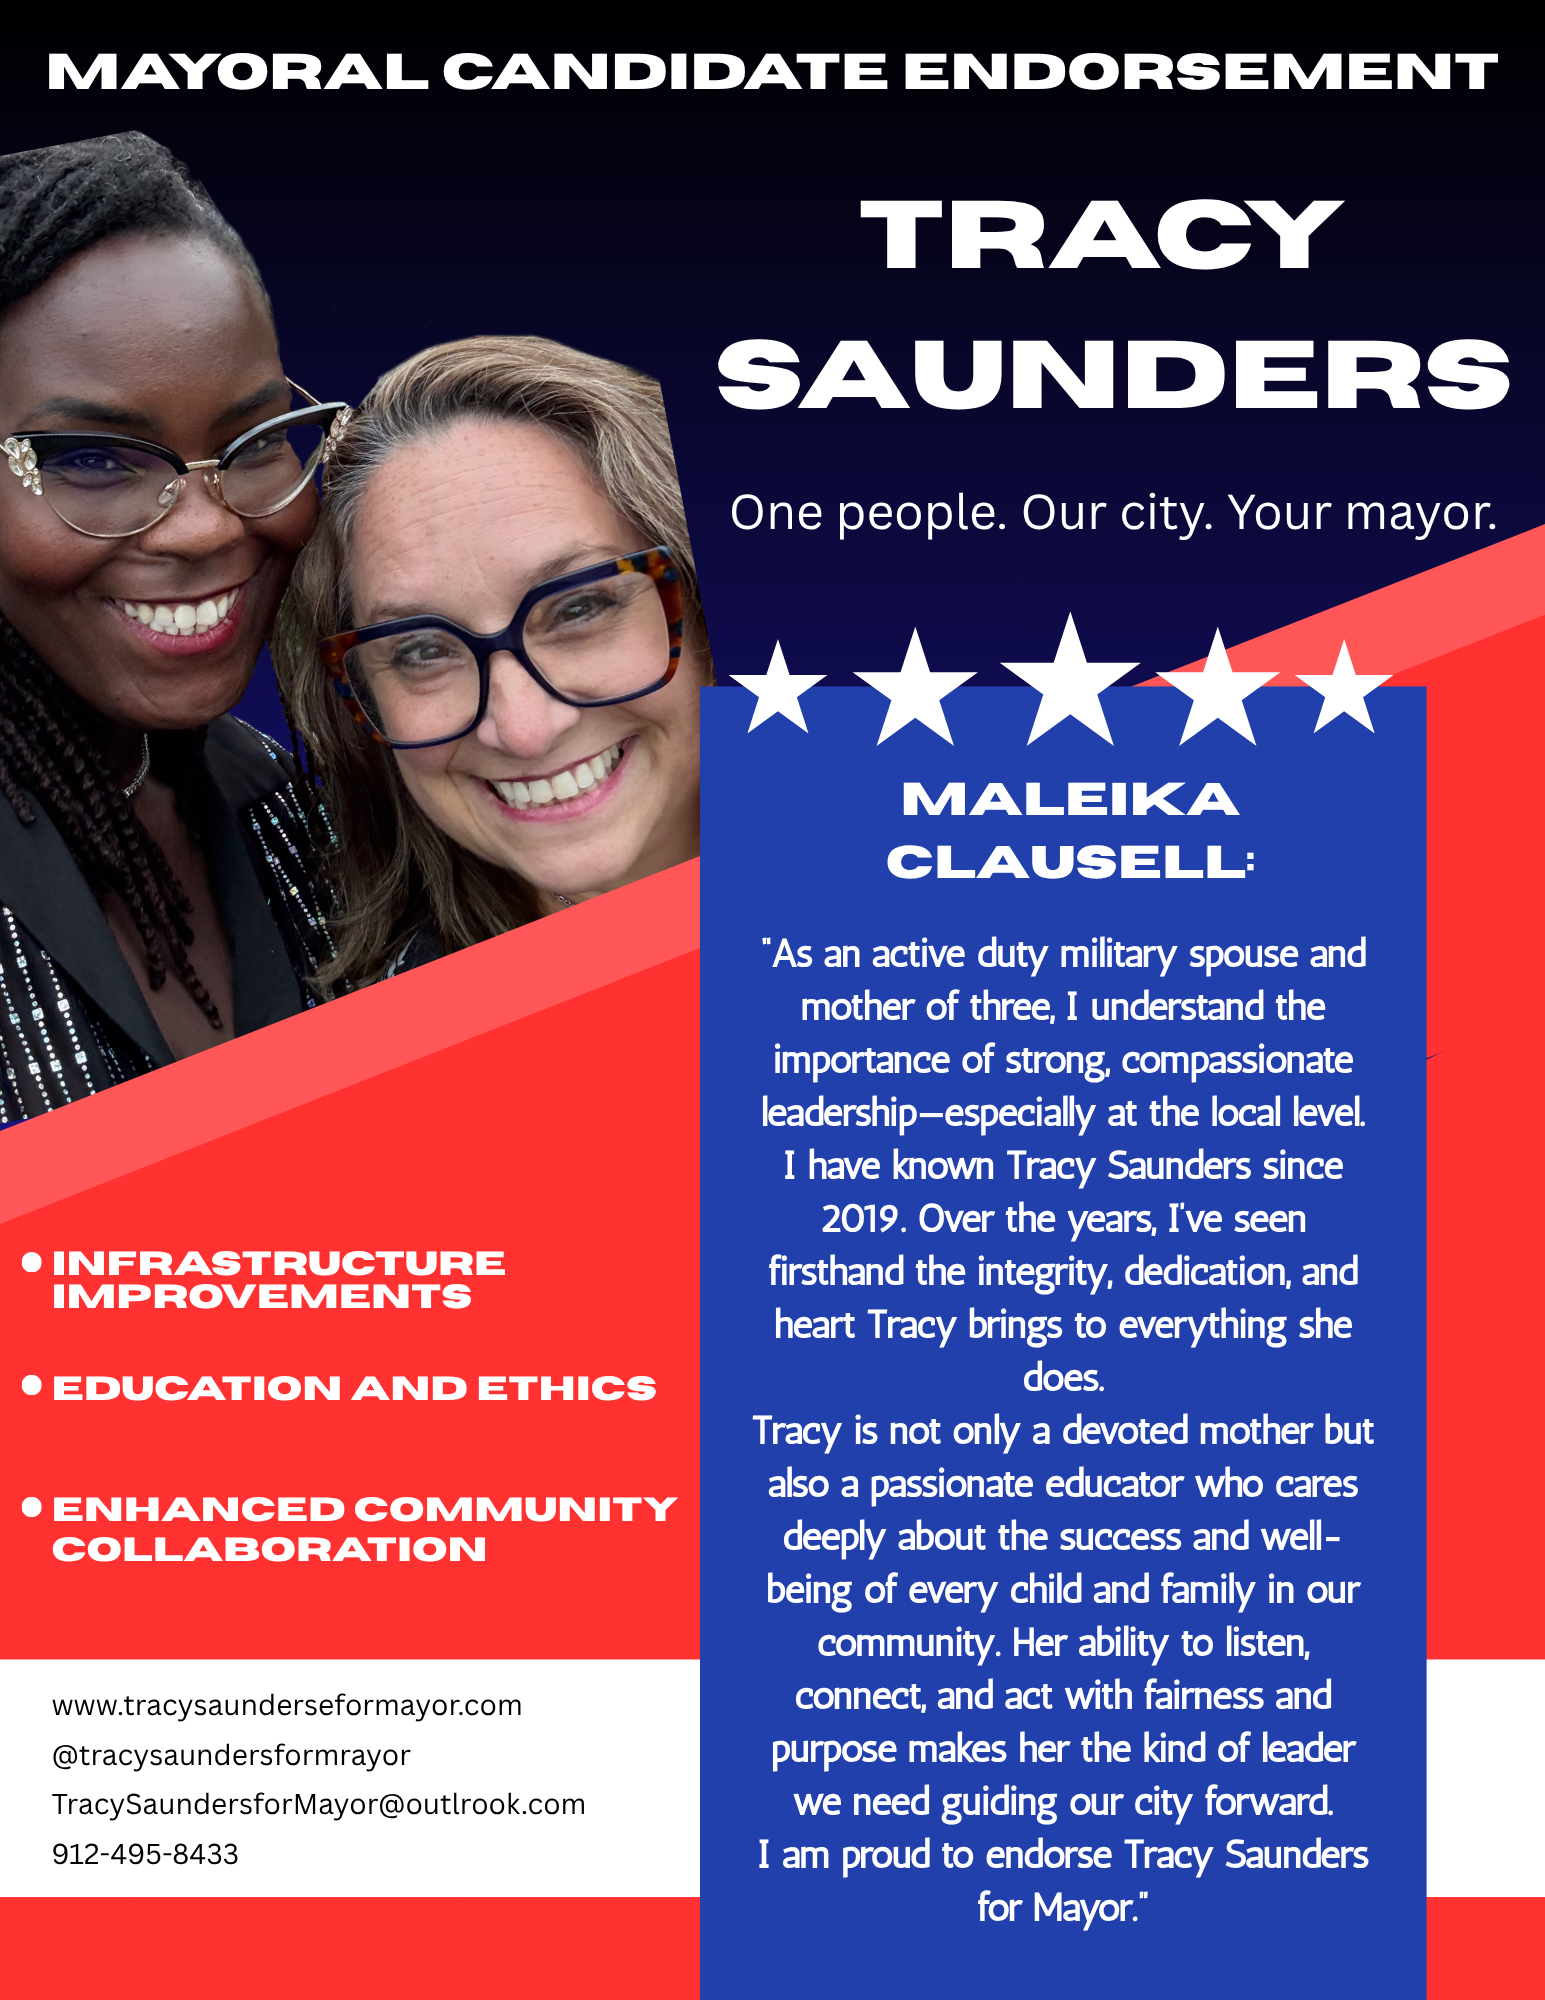 MAYORAL CANDIDATE ENDORSEMENT
TRACY
SAUNDERS
One people. Our city. Your mayor.
MALEIKA
CLAUSELL:
"As an active duty military spouse and
mother of three, I understand the
importance of strong, compassionate
leadership—especially at the local level.
I have known Tracy Saunders since
2019. Over the years, I've seen
firsthand the integrity, dedication, and
heart Tracy brings to everything she
does.
Tracy is not only a devoted mother but
also a passionate educator who cares
deeply about the success and well-
being of every child and family in our
community. Her ability to listen,
connect, and act with fairness and
purpose makes her the kind of leader
we need guiding our city forward.
I am proud to endorse Tracy Saunders
for Mayor."
• INFRASTRUCTURE
IMPROVEMENTS
• EDUCATION AND ETHICS
• ENHANCED COMMUNITY
COLLABORATION
www.tracysaunderseformayor.com
@tracysaundersformrayor
TracySaundersforMayor@outlrook.com
912-495-8433